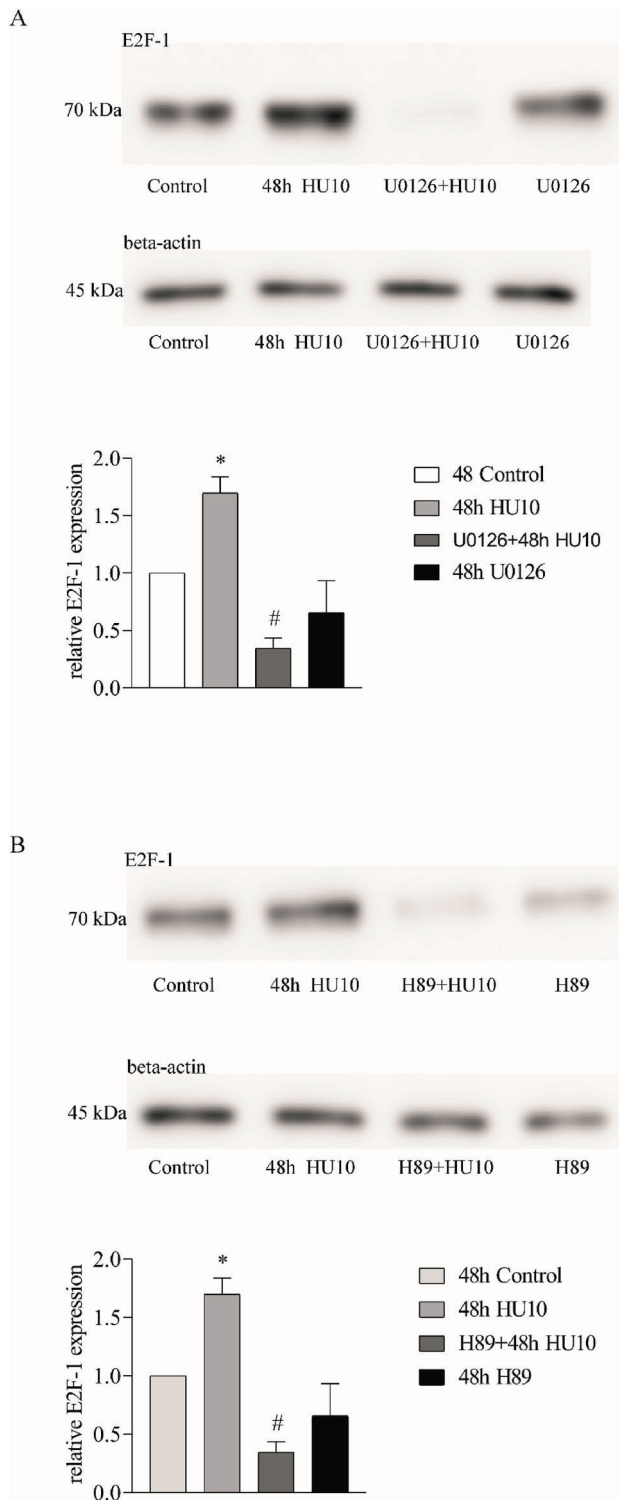 A
E2F-1
70 kDa
Control 48h HU10 U0126+HU10 U0126
beta-actin
45 kDa
Control 48h HU10 U0126+HU10 U0126
relative E2F-1 expression
2.0
1.5
1.0
0.5
0.0
*
#
48 Control
48h HU10
U0126+48h HU10
48h U0126
B
E2F-1
70 kDa
Control 48h HU10 H89+HU10 H89
beta-actin
45 kDa
Control 48h HU10 H89+HU10 H89
relative E2F-1 expression
2.0
1.5
1.0
0.5
0.0
*
#
48h Control
48h HU10
H89+48h HU10
48h H89